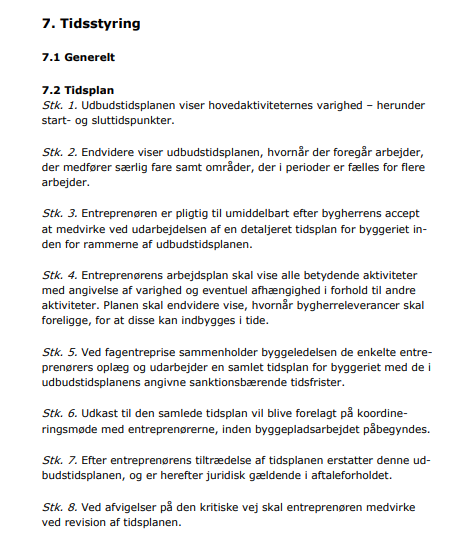 7. Tidsstyring
7.1 Generelt
7.2 Tidsplan
Stk. 1. Udbudstidsplanen viser hovedaktiviteternes varighed – herunder
start- og sluttidspunkter.
Stk. 2. Endvidere viser udbudstidsplanen, hvornår der foregår arbejder,
der medfører særlig fare samt områder, der i perioder er fælles for flere
arbejder.
Stk. 3. Entreprenøren er pligtig til umiddelbart efter bygherrens accept
at medvirke ved udarbejdelsen af en detaljeret tidsplan for byggeriet in-
den for rammerne af udbudstidsplanen.
Stk. 4. Entreprenørens arbejdsplan skal vise alle betydende aktiviteter
med angivelse af varighed og eventuel afhængighed i forhold til andre
aktiviteter. Planen skal endvidere vise, hvornår bygherreleverancer skal
foreligge, for at disse kan indbygges i tide.
Stk. 5. Ved fagentreprise sammenholder byggeledelsen de enkelte entre-
prenørers oplæg og udarbejder en samlet tidsplan for byggeriet med de i
udbudstidsplanens angivne sanktionsbærende tidsfrister.
Stk. 6. Udkast til den samlede tidsplan vil blive forelagt på koordine-
ringsmøde med entreprenørerne, inden byggepladsarbejdet påbegyndes.
Stk. 7. Efter entreprenørens tiltrædelse af tidsplanen erstatter denne ud-
budstidsplanen, og er herefter juridisk gældende i aftaleforholdet.
Stk. 8. Ved afvigelser på den kritiske vej skal entreprenøren medvirke
ved revision af tidsplanen.